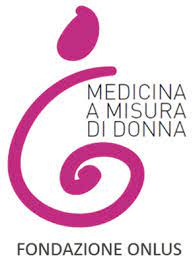 MEDICINA
A MISURA
DI DONNA
FONDAZIONE ONLUS